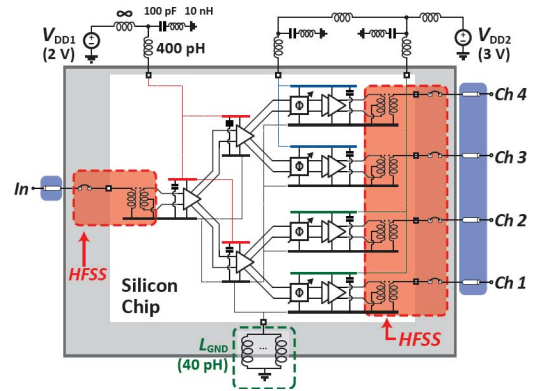 ∞
100 pF 10 nH
VDD1
(2 V)
400 pH
VDD2
(3 V)
Ch 4
Φ
Ch 3
Φ
In
Ch 2
Φ
HFSS
Silicon
Chip
Ch 1
Φ
LGND
(40 pH)
...
HFSS